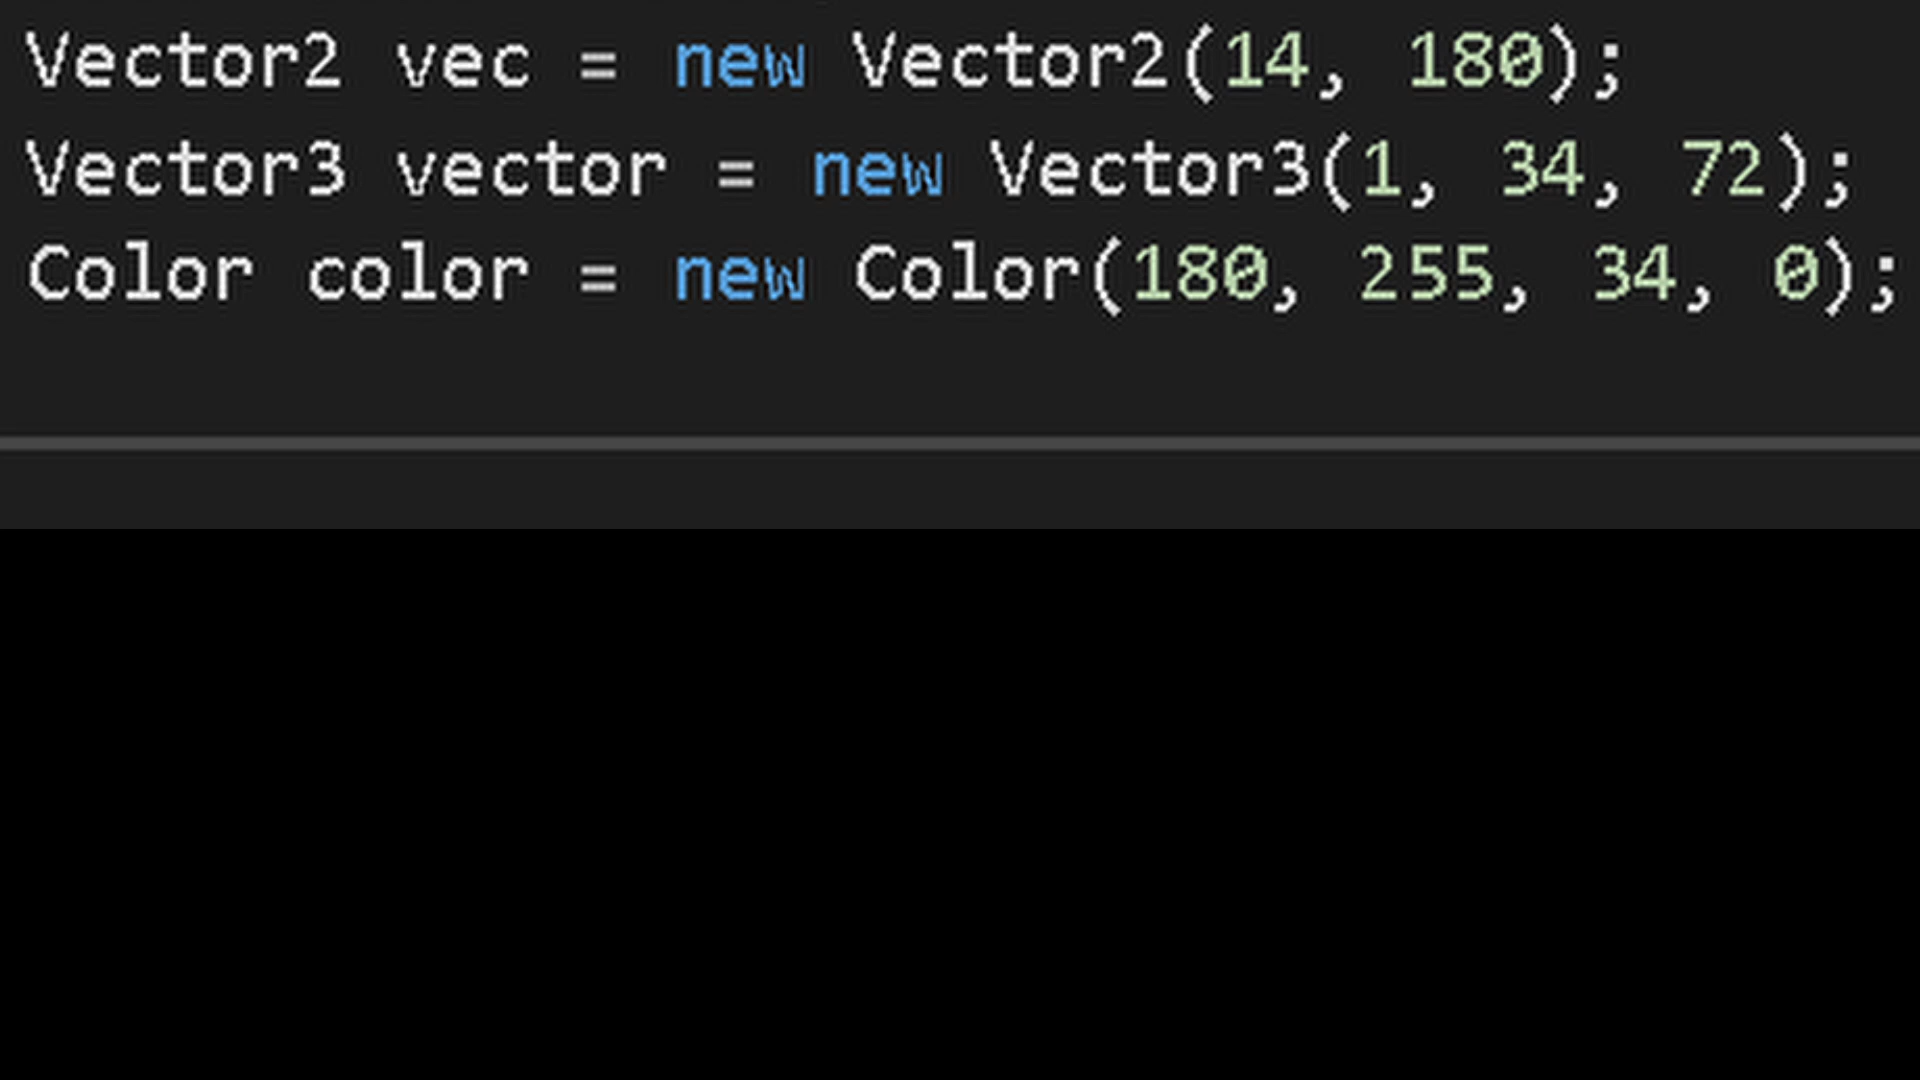 Vector2 vec = new Vector2(14, 180);
Vector3 vector = new Vector3(1, 34, 72);
Color color = new Color(180, 255, 34, 0);